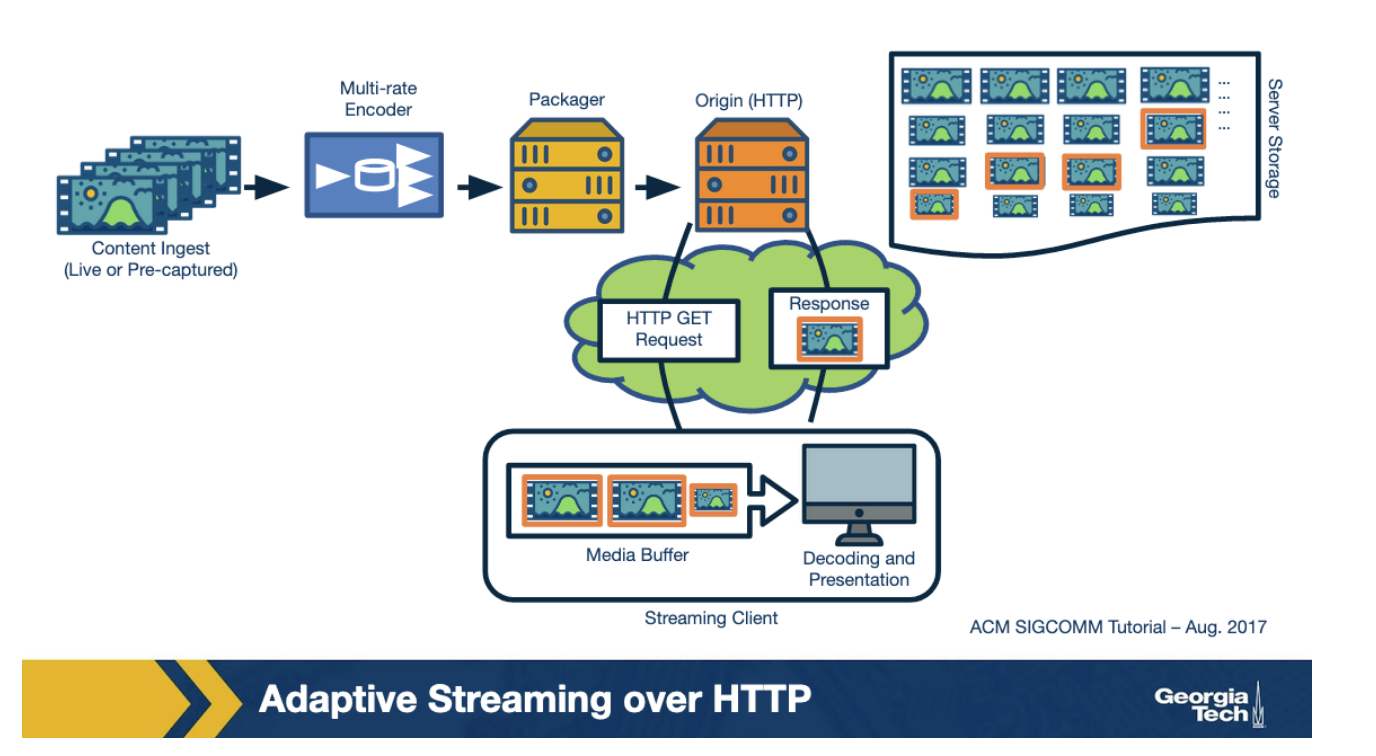 Multi-rate
Encoder
Packager
Origin (HTTP)
Server Storage
...
...
...
...
Content Ingest
(Live or Pre-captured)
HTTP GET
Request
Response
Media Buffer
Decoding and
Presentation
Streaming Client
ACM SIGCOMM Tutorial – Aug. 2017
Adaptive Streaming over HTTP
Georgia
Tech